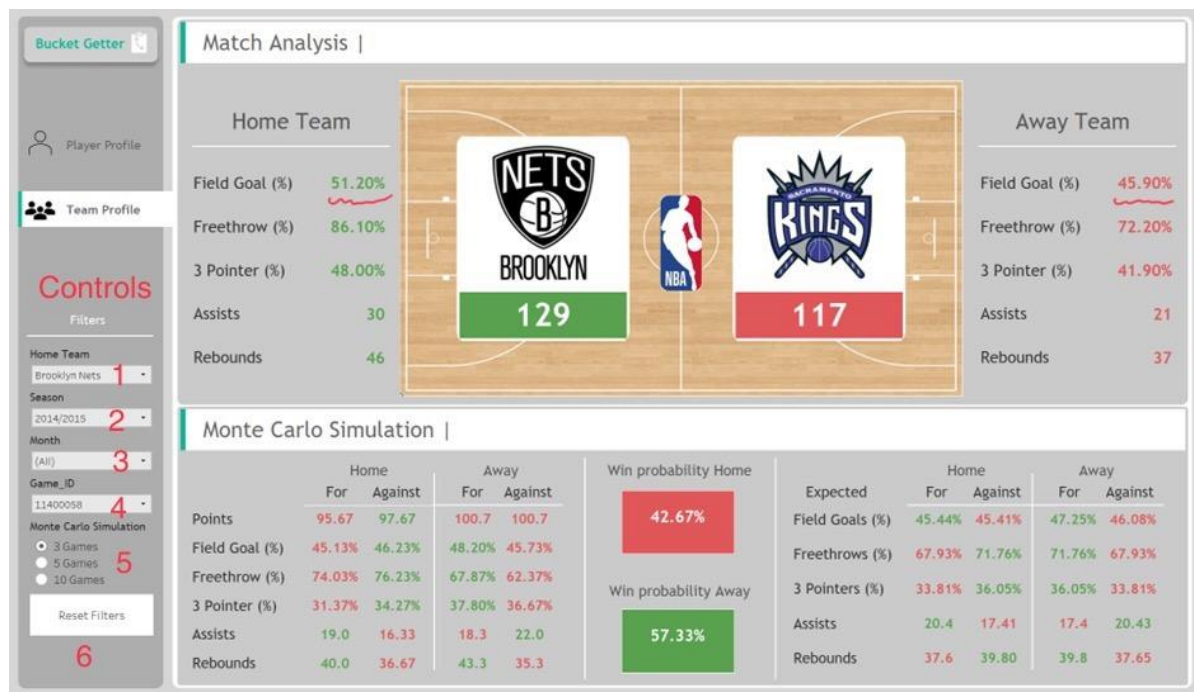 Bucket Getter
Player Profile
Team Profile
Controls
Filters
Home Team
Brooklyn Nets 1
Season
2014/2015 2
Month
(All) 3
Game_ID
11400058 4
Monte Carlo Simulation
3 Games
5 Games 5
10 Games
Reset Filters
6
Match Analysis |
Home Team
Field Goal (%) 51.20%
Freethrow (%) 86.10%
3 Pointer (%) 48.00%
Assists 30
Rebounds 46
NETS
B
BROOKLYN
129
NBA
SACRAMENTO
KINGS
117
Away Team
Field Goal (%) 45.90%
Freethrow (%) 72.20%
3 Pointer (%) 41.90%
Assists 21
Rebounds 37
Monte Carlo Simulation |
Home Away
For Against For Against
Points 95.67 97.67 100.7 100.7
Field Goal (%) 45.13% 46.23% 48.20% 45.73%
Freethrow (%) 74.03% 76.23% 67.87% 62.37%
3 Pointer (%) 31.37% 34.27% 37.80% 36.67%
Assists 19.0 16.33 18.3 22.0
Rebounds 40.0 36.67 43.3 35.3
Win probability Home
42.67%
Win probability Away
57.33%
Home Away
Expected For Against For Against
Field Goals (%) 45.44% 45.41% 47.25% 46.08%
Freethrows (%) 67.93% 71.76% 71.76% 67.93%
3 Pointers (%) 33.81% 36.05% 36.05% 33.81%
Assists 20.4 17.41 17.4 20.43
Rebounds 37.6 39.80 39.8 37.65